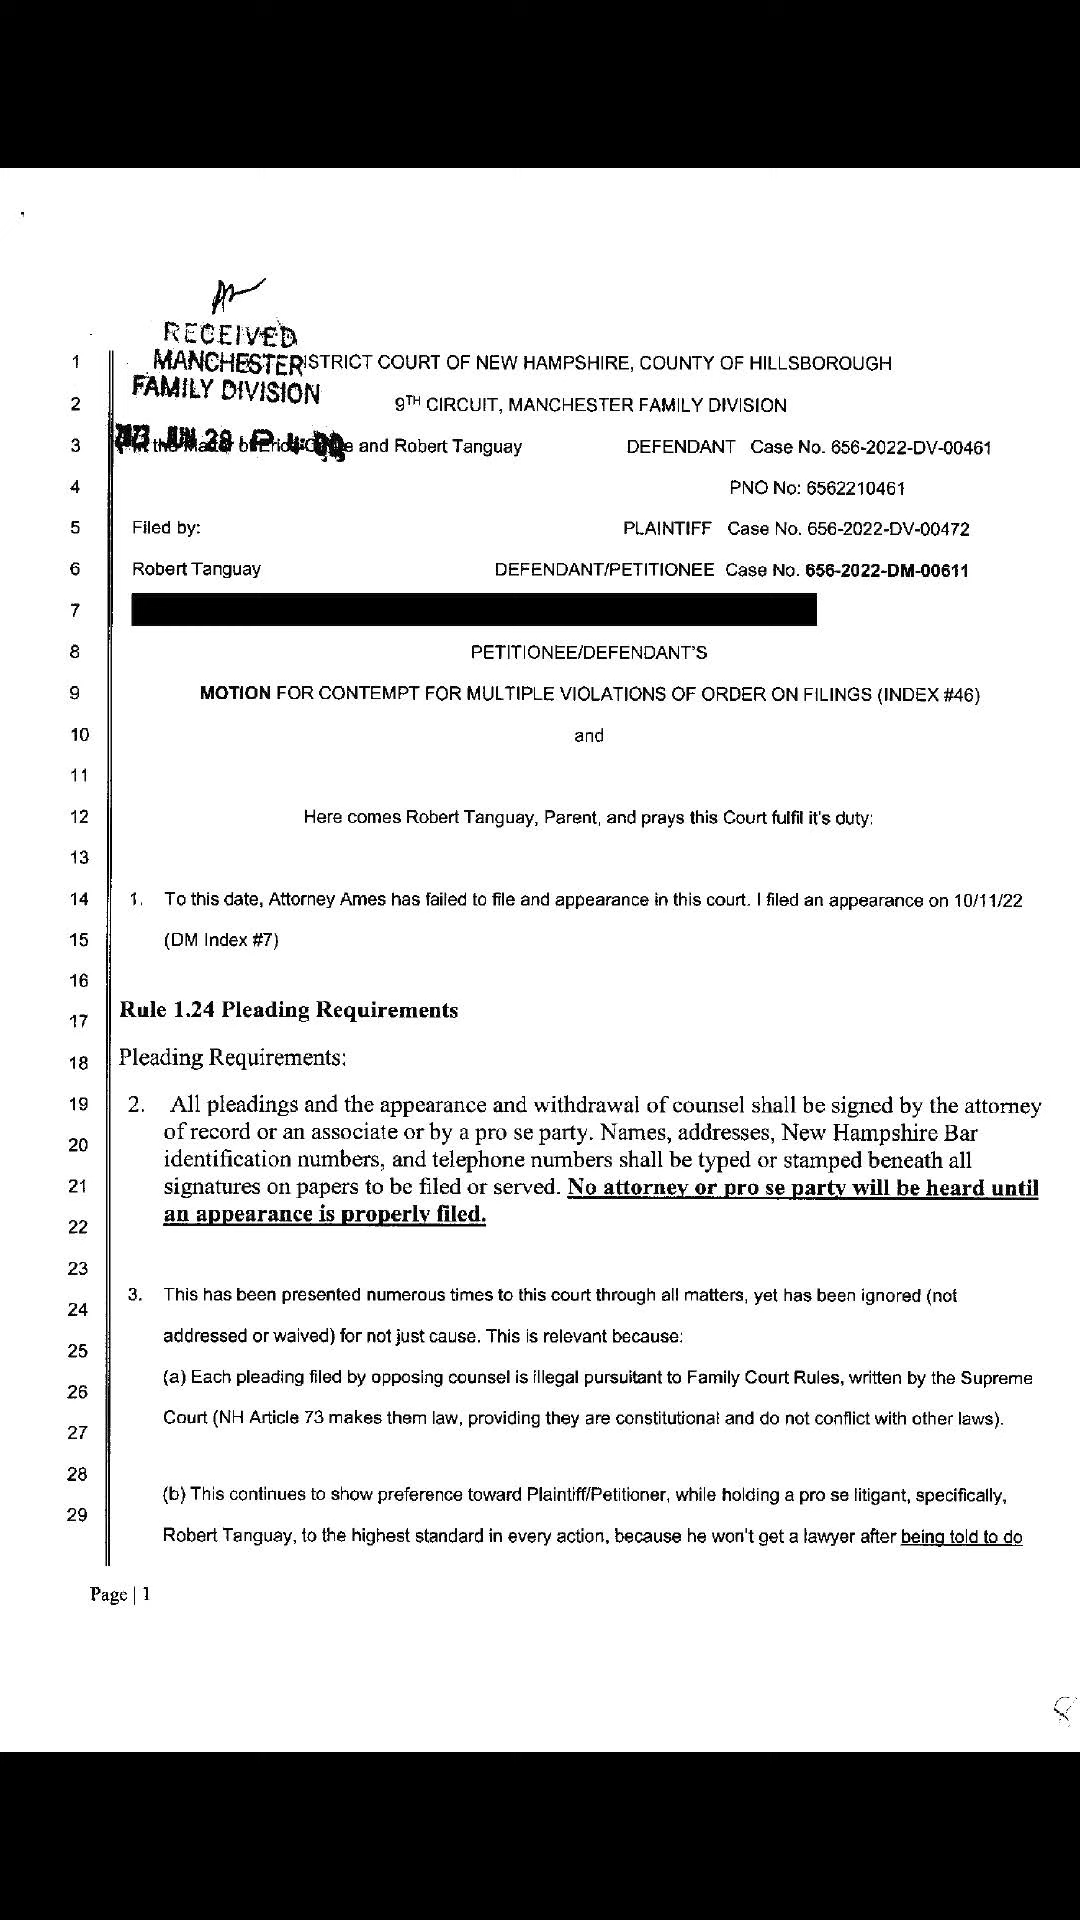 RECEIVED
MANCHESTER
FAMILY DIVISION
1 ISTRICT COURT OF NEW HAMPSHIRE, COUNTY OF HILLSBOROUGH
2 9TH CIRCUIT, MANCHESTER FAMILY DIVISION
JUN 28
3 the and Robert Tanguay DEFENDANT Case No. 656-2022-DV-00461
4 PNO No: 6562210461
5 Filed by: PLAINTIFF Case No. 656-2022-DV-00472
6 Robert Tanguay DEFENDANT/PETITIONEE Case No. 656-2022-DM-00611
7
8 PETITIONEE/DEFENDANT'S
9 MOTION FOR CONTEMPT FOR MULTIPLE VIOLATIONS OF ORDER ON FILINGS (INDEX #46)
10 and
11
12 Here comes Robert Tanguay, Parent, and prays this Court fulfil it's duty:
13
14 1. To this date, Attorney Ames has failed to file and appearance in this court. I filed an appearance on 10/11/22
15 (DM Index #7)
16
17 Rule 1.24 Pleading Requirements
18 Pleading Requirements:
19 2. All pleadings and the appearance and withdrawal of counsel shall be signed by the attorney
20 of record or an associate or by a pro se party. Names, addresses, New Hampshire Bar
identification numbers, and telephone numbers shall be typed or stamped beneath all
21 signatures on papers to be filed or served. No attorney or pro se party will be heard until
22 an appearance is properly filed.
23
24 3. This has been presented numerous times to this court through all matters, yet has been ignored (not
25 addressed or waived) for not just cause. This is relevant because:
26 (a) Each pleading filed by opposing counsel is illegal pursuitant to Family Court Rules, written by the Supreme
27 Court (NH Article 73 makes them law, providing they are constitutional and do not conflict with other laws).
28 (b) This continues to show preference toward Plaintiff/Petitioner, while holding a pro se litigant, specifically,
29 Robert Tanguay, to the highest standard in every action, because he won't get a lawyer after being told to do
Page | 1